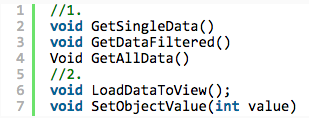 1 //1.
2 void GetSingleData()
3 void GetDataFiltered()
4 Void GetAllData()
5 //2.
6 void LoadDataToView();
7 void SetObjectValue(int value)